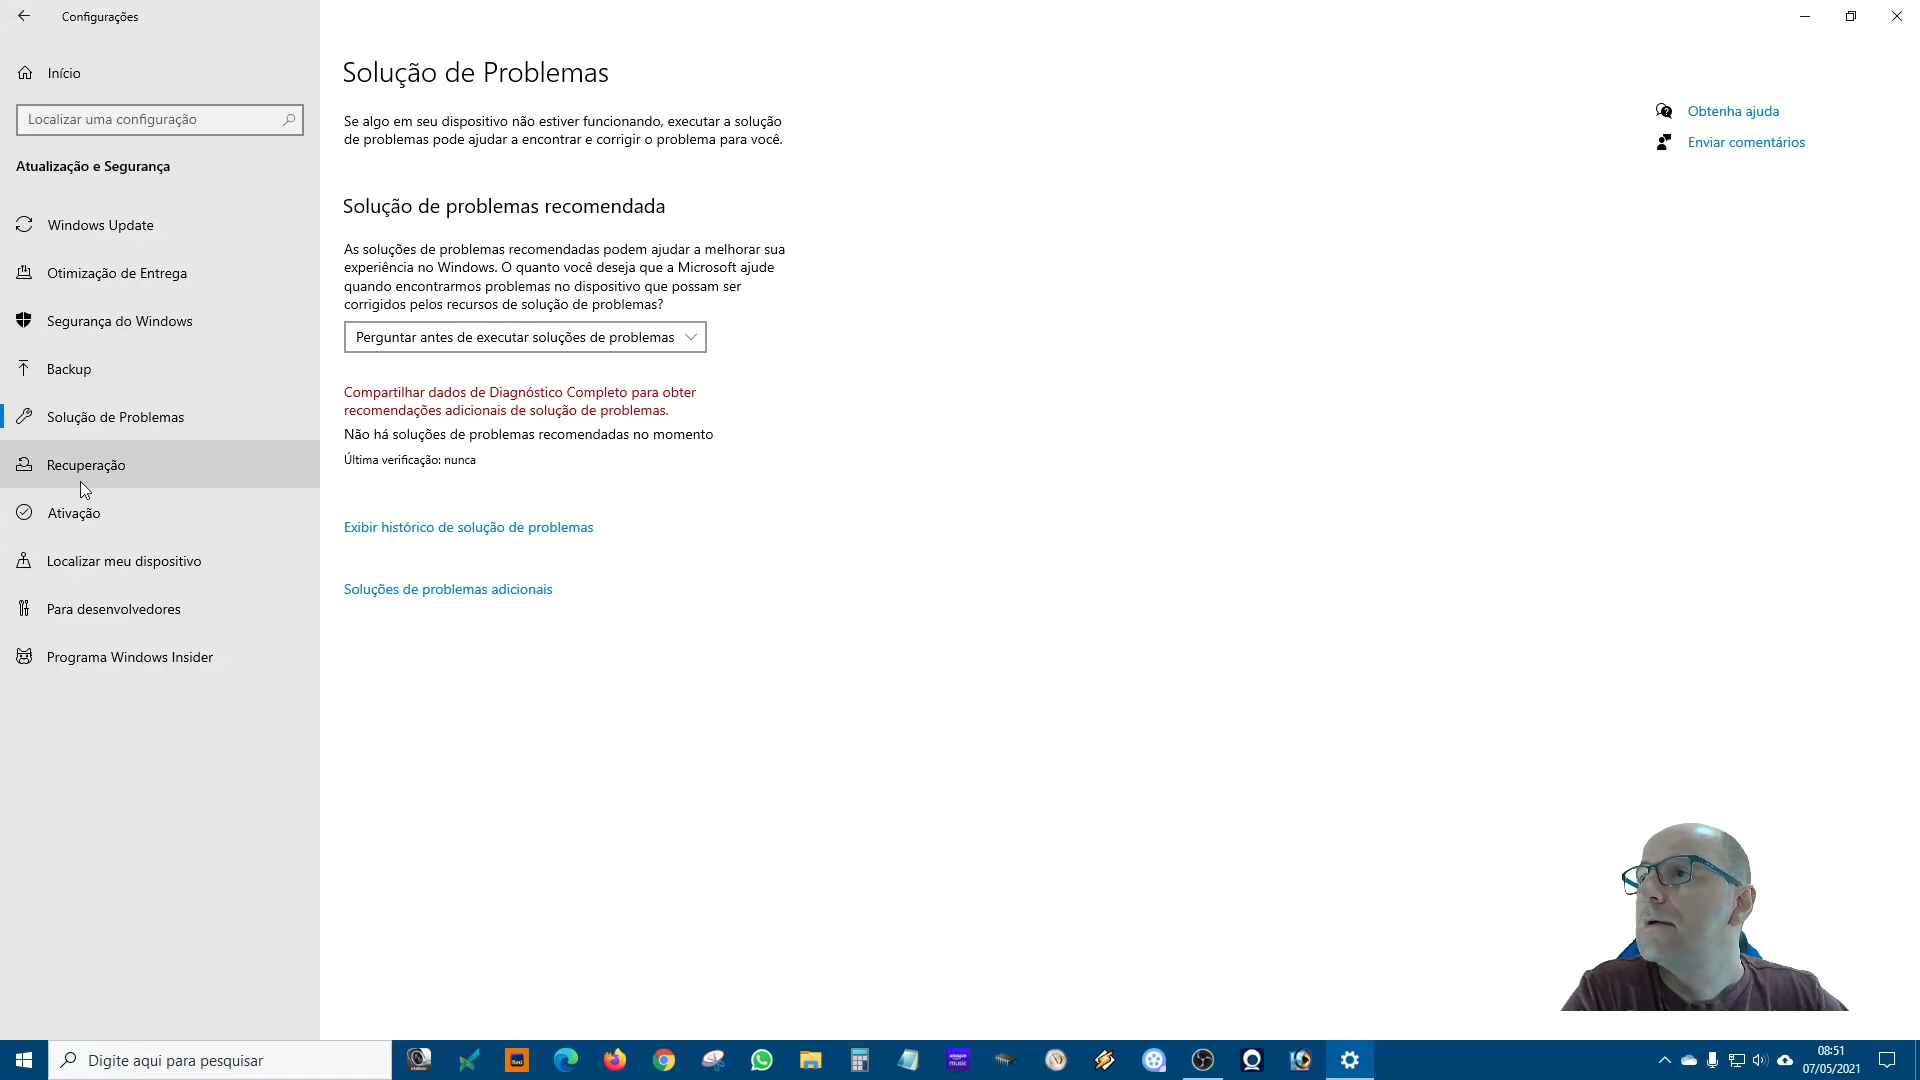 Configurações
Início
Localizar uma configuração
Atualização e Segurança
Windows Update
Otimização de Entrega
Segurança do Windows
Backup
Solução de Problemas
Recuperação
Ativação
Localizar meu dispositivo
Para desenvolvedores
Programa Windows Insider
Solução de Problemas
Se algo em seu dispositivo não estiver funcionando, executar a solução
de problemas pode ajudar a encontrar e corrigir o problema para você.
Solução de problemas recomendada
As soluções de problemas recomendadas podem ajudar a melhorar sua
experiência no Windows. O quanto você deseja que a Microsoft ajude
quando encontrarmos problemas no dispositivo que possam ser
corrigidos pelos recursos de solução de problemas?
Perguntar antes de executar soluções de problemas
Compartilhar dados de Diagnóstico Completo para obter
recomendações adicionais de solução de problemas.
Não há soluções de problemas recomendadas no momento
Última verificação: nunca
Exibir histórico de solução de problemas
Soluções de problemas adicionais
Obtenha ajuda
Enviar comentários
Digite aqui para pesquisar
amazon
music
08:51
07/05/2021